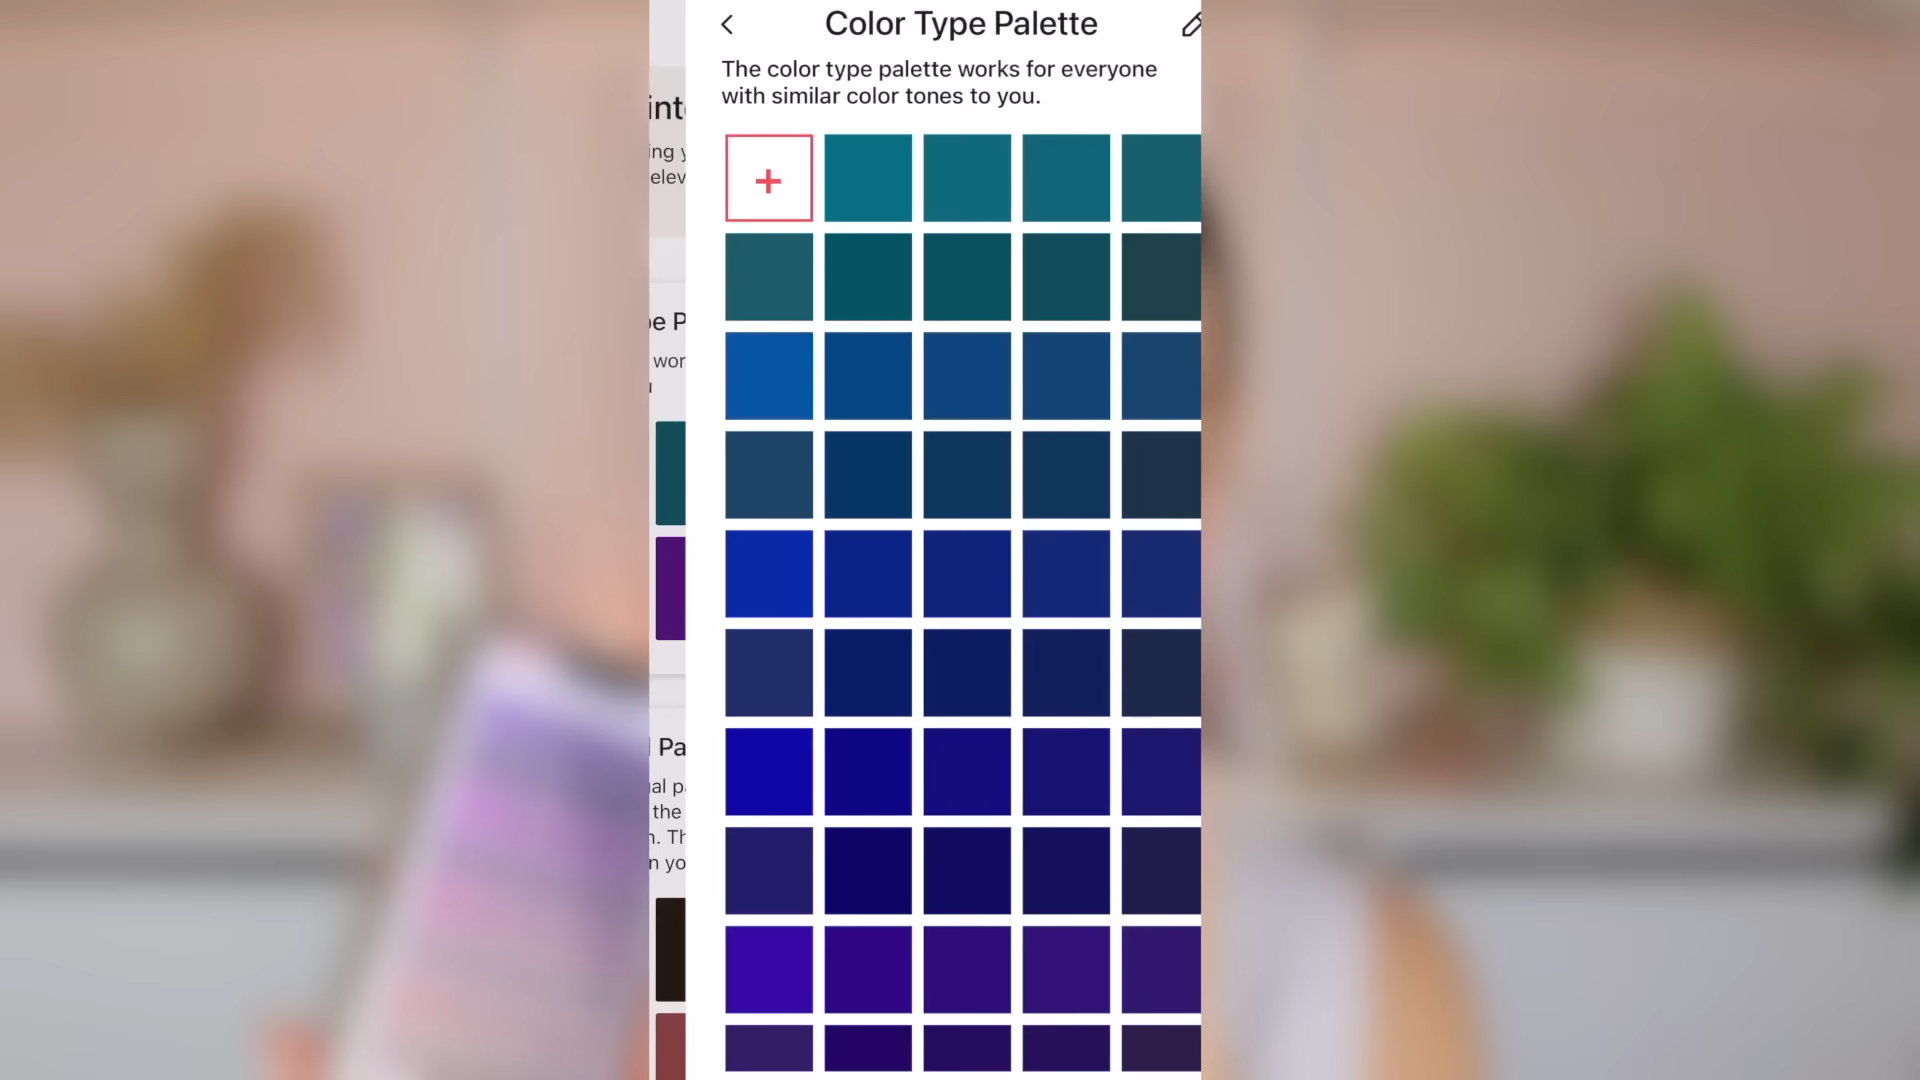 Color Type Palette
The color type palette works for everyone
with similar color tones to you.
+